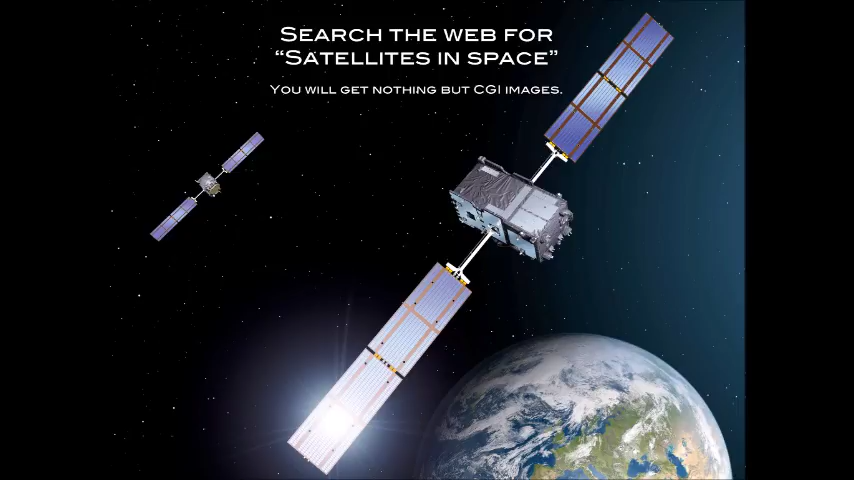 Search the web for
“Satellites in space”
You will get nothing but CGI images.